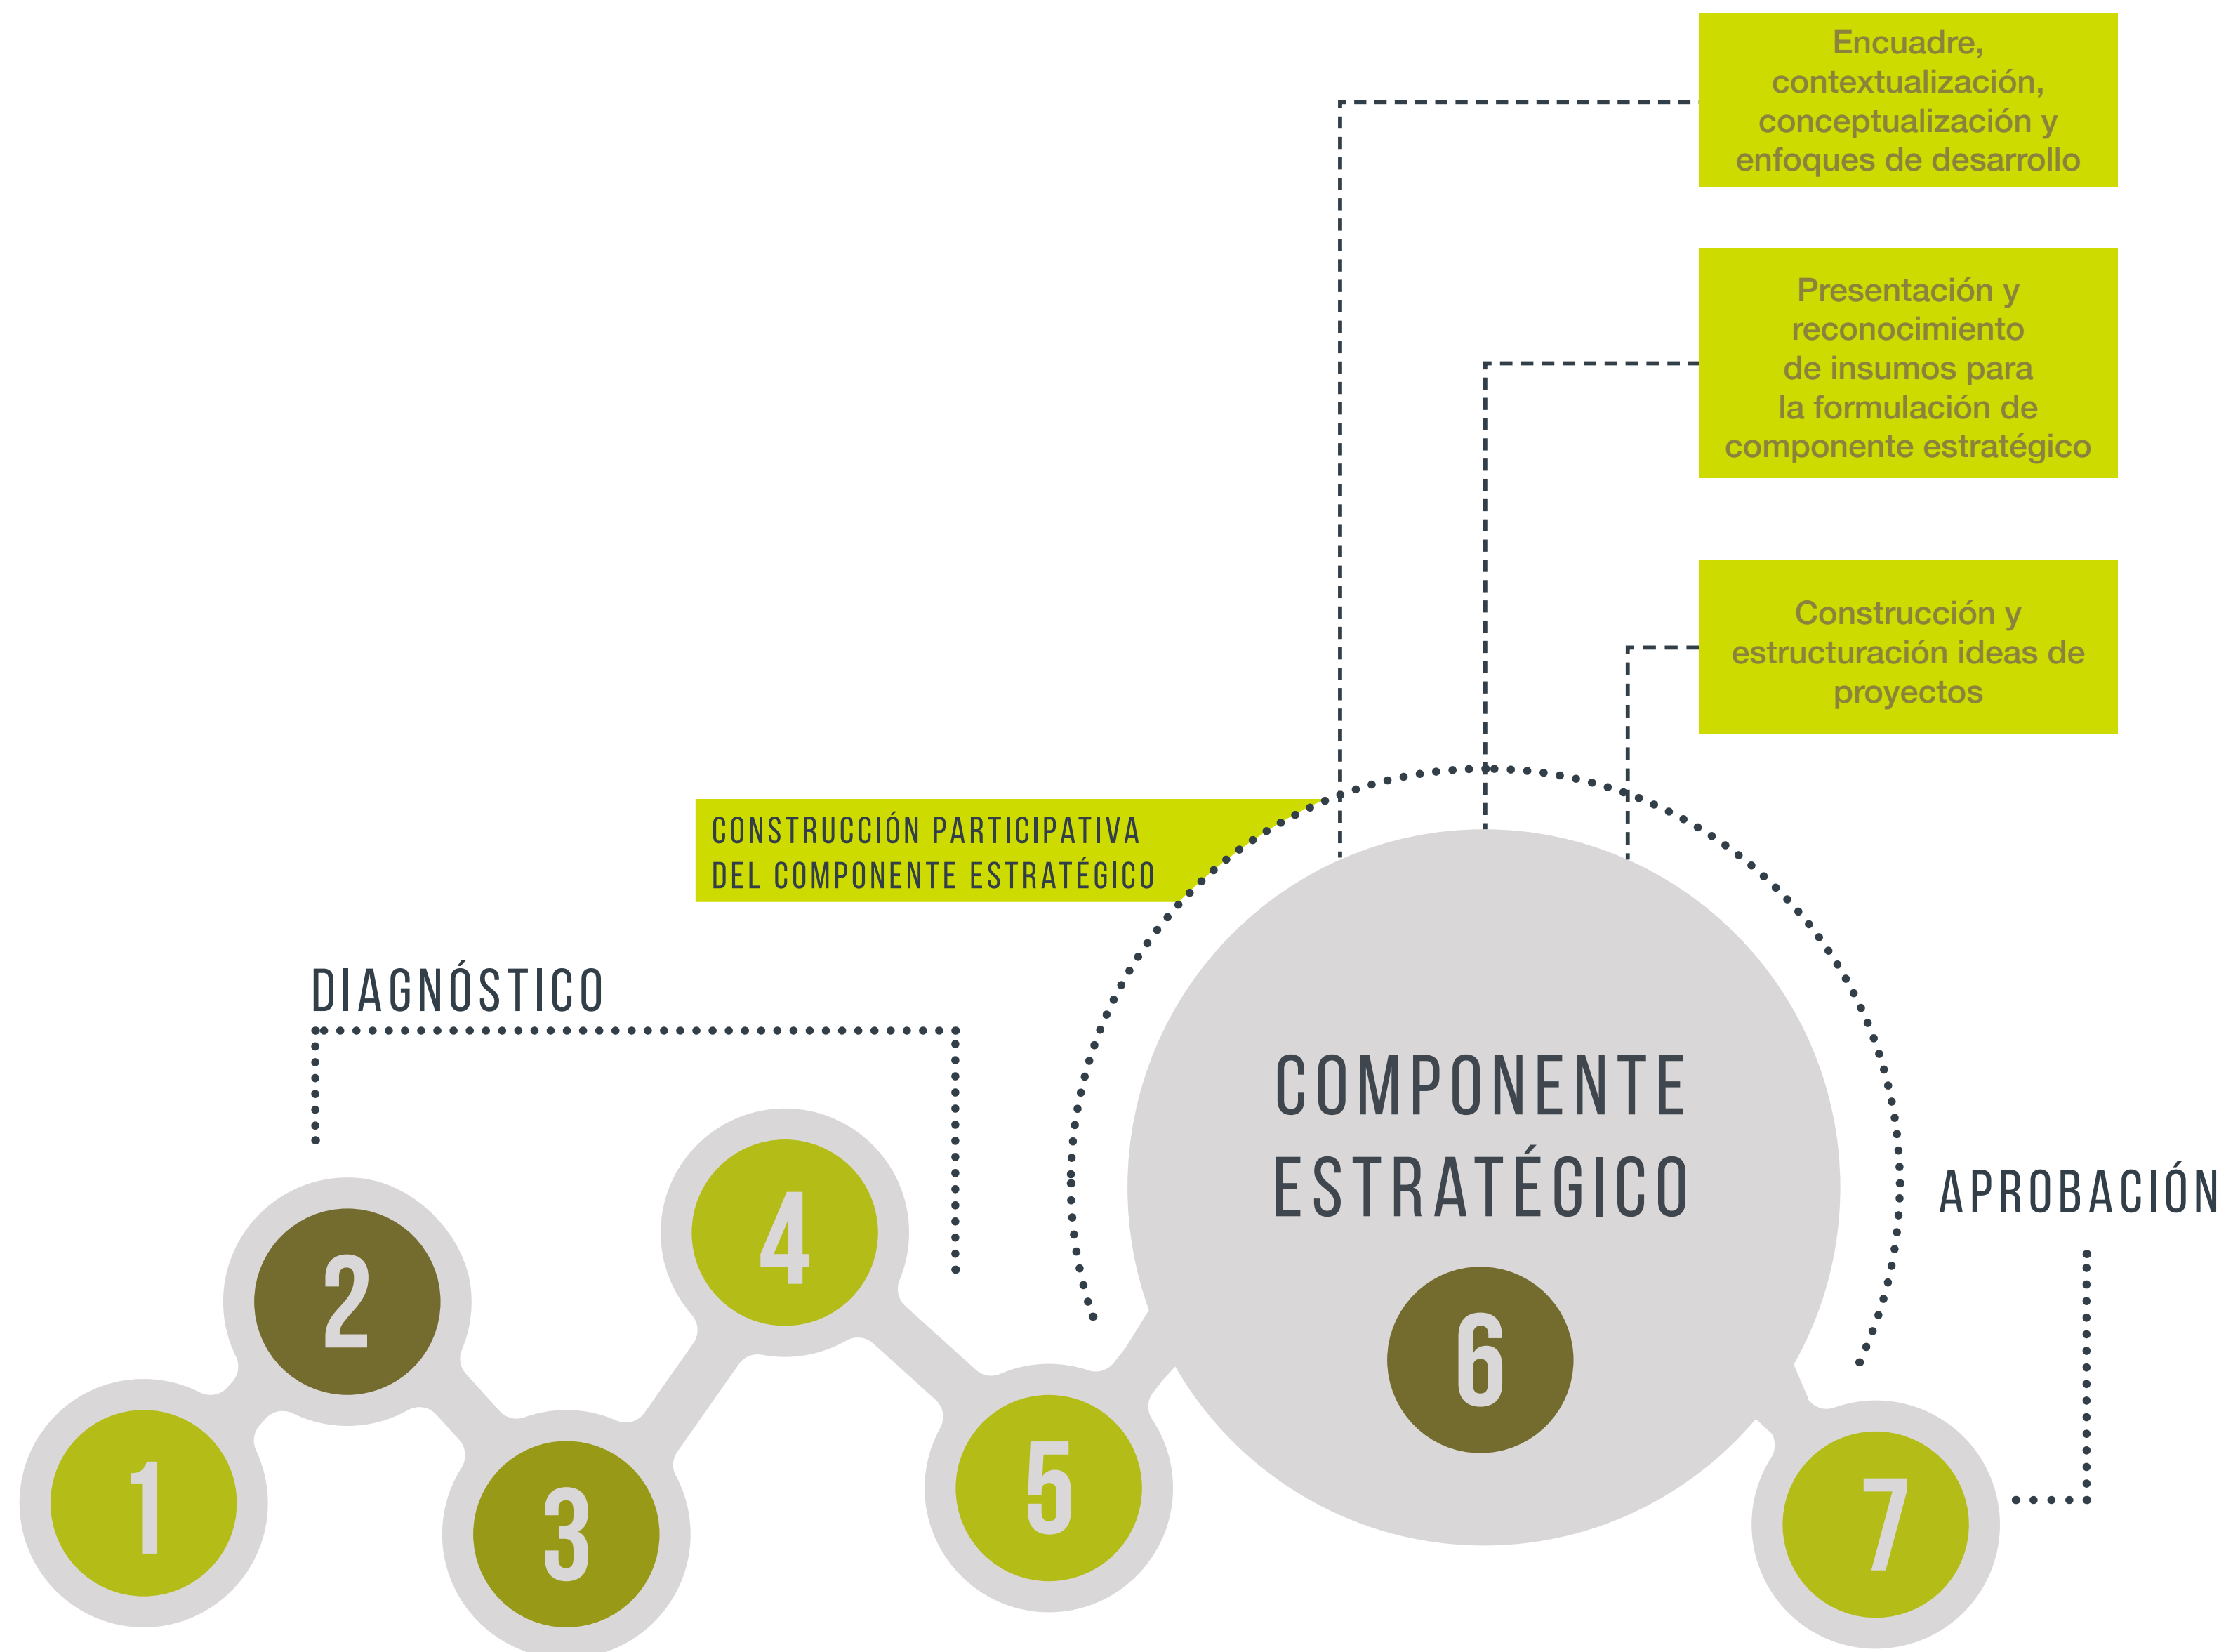 Encuadre,
contextualización,
conceptualización y
enfoques de desarrollo
Presentación y
reconocimiento
de insumos para
la formulación de
componente estratégico
Construcción y
estructuración ideas de
proyectos
CONSTRUCCIÓN PARTICIPATIVA
DEL COMPONENTE ESTRATÉGICO
DIAGNÓSTICO
COMPONENTE
ESTRATÉGICO
APROBACIÓN
1
2
3
4
5
6
7